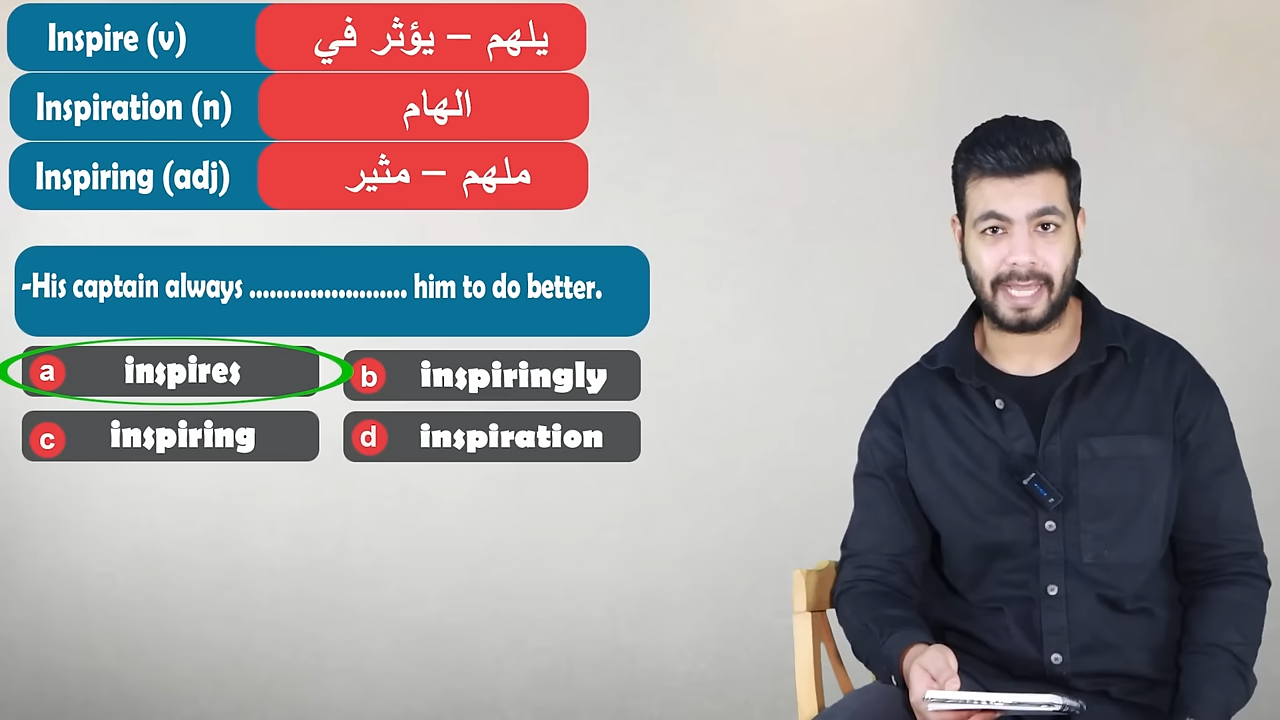 Inspire (v) يلهم – يؤثر في
Inspiration (n) الهام
Inspiring (adj) ملهم – مثير
-His captain always ....................... him to do better.
a inspires
b inspiringly
c inspiring
d inspiration